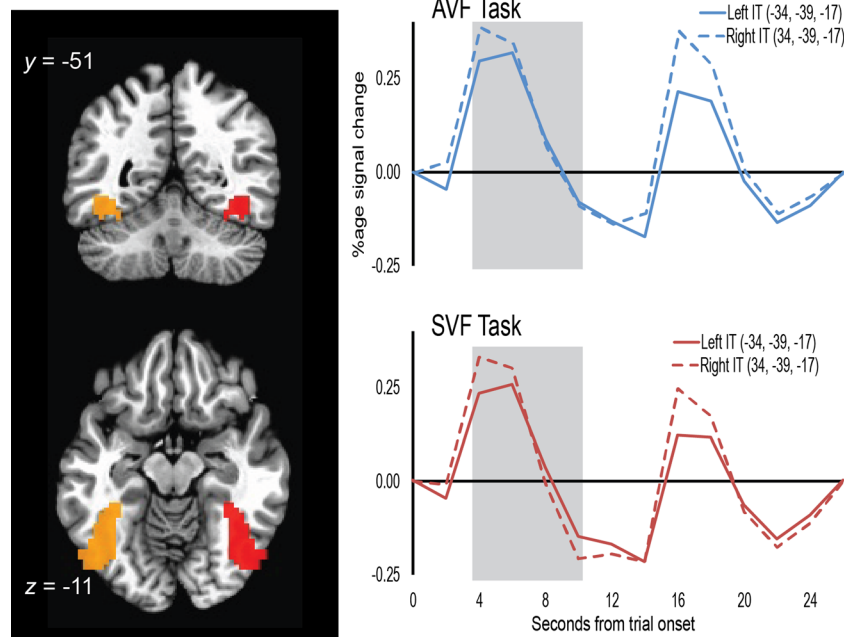 y = -51
z = -11
AVF Task
Left IT (-34, -39, -17)
Right IT (34, -39, -17)
0.25
0.00
-0.25
%age signal change
SVF Task
Left IT (-34, -39, -17)
Right IT (34, -39, -17)
0.25
0.00
-0.25
0 4 8 12 16 20 24
Seconds from trial onset